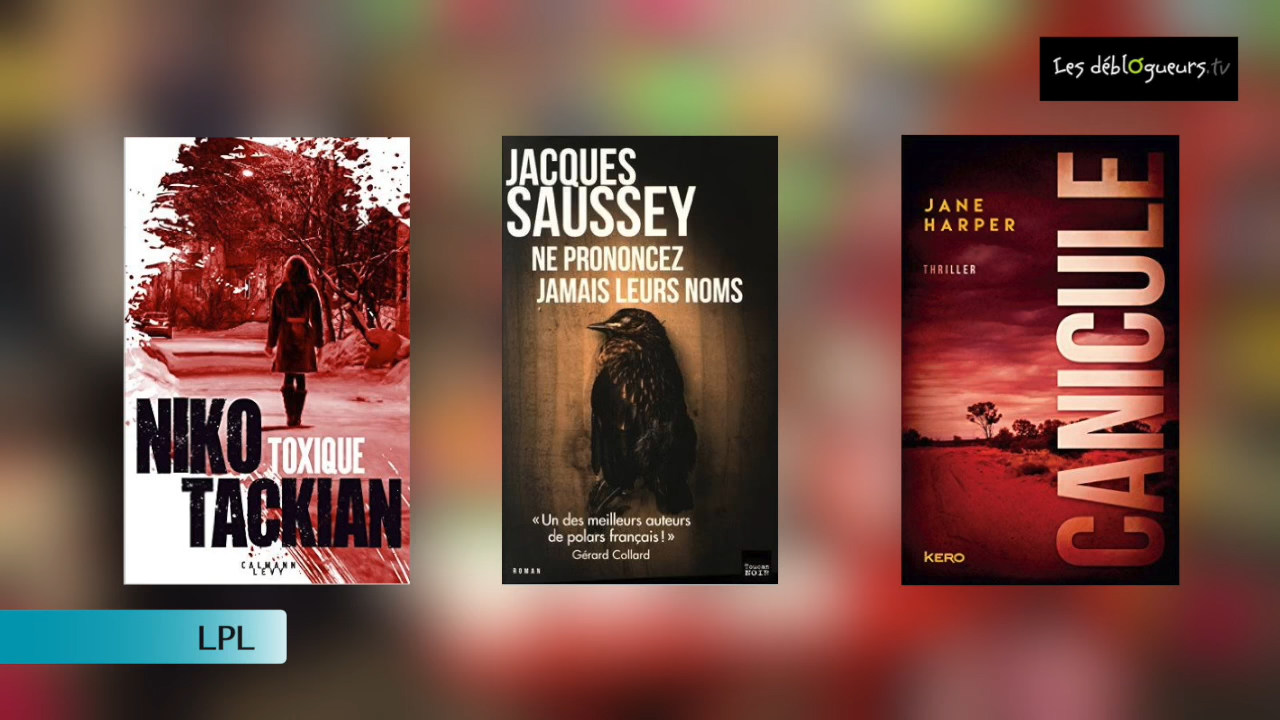 Les déblogueurs.tv
NIKO
TOXIQUE
TACKIAN
CALMANN
LEVY
JACQUES
SAUSSEY
NE PRONONCEZ
JAMAIS LEURS NOMS
« Un des meilleurs auteurs
de polars français ! »
Gérard Collard
ROMAN
Toucan
NOIR
JANE
HARPER
THRILLER
CANICULE
KERO
LPL